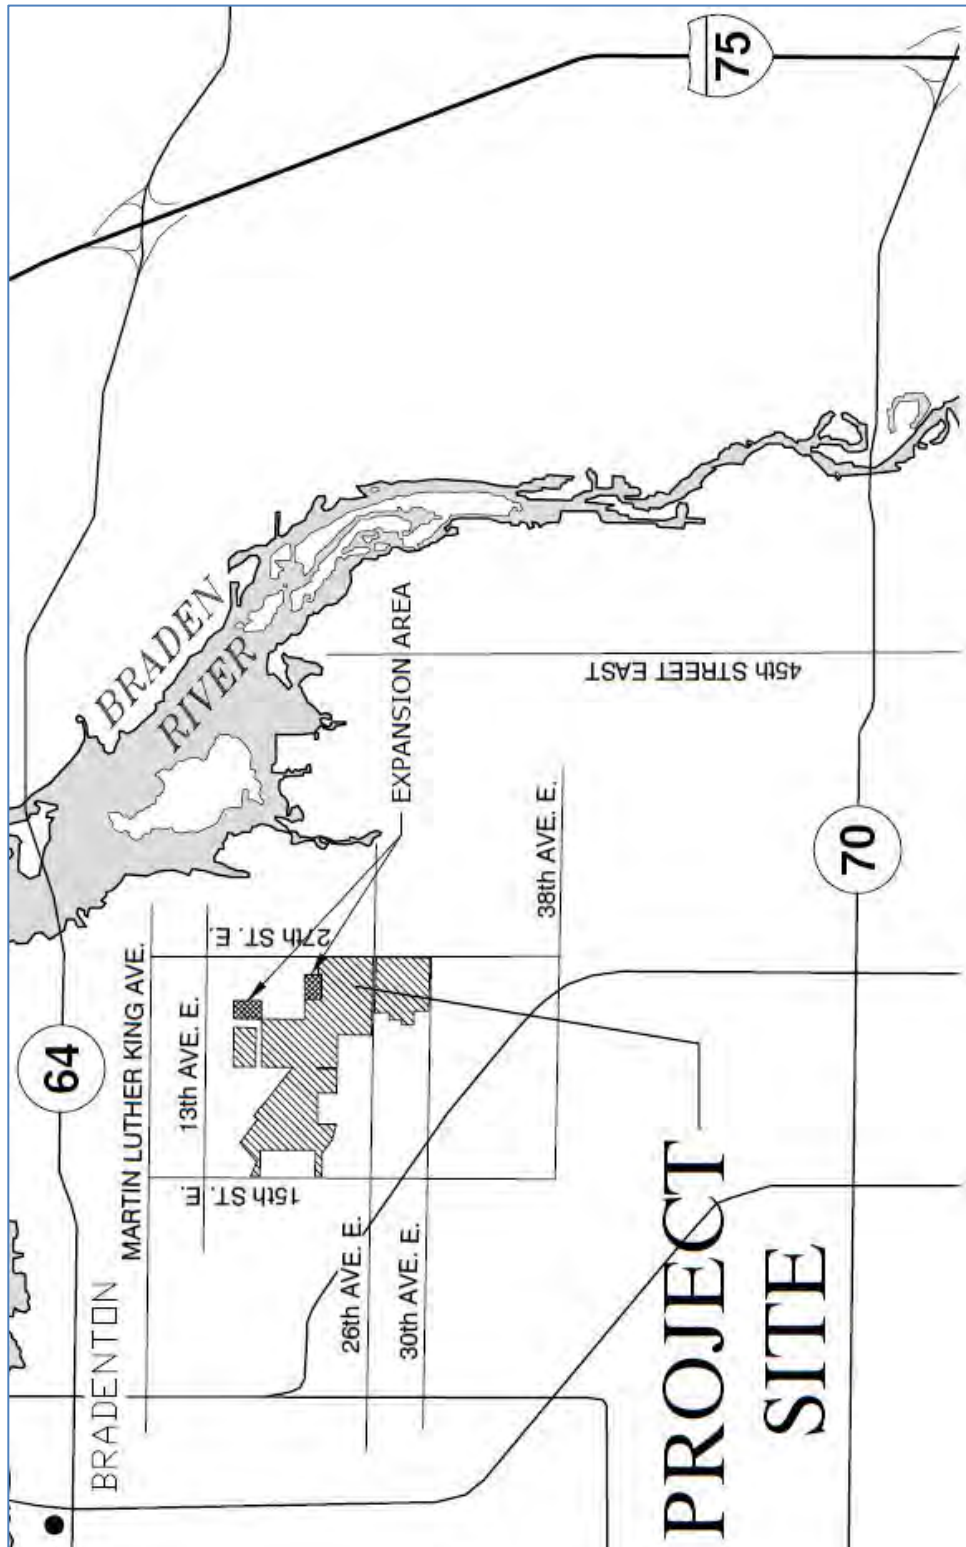 64
BRADENTON
MARTIN LUTHER KING AVE.
BRADEN
RIVER
13th AVE. E.
15th ST. E.
27th ST. E.
26th AVE. E.
EXPANSION AREA
30th AVE. E.
38th AVE. E.
45th STREET EAST
75
PROJECT
SITE
70